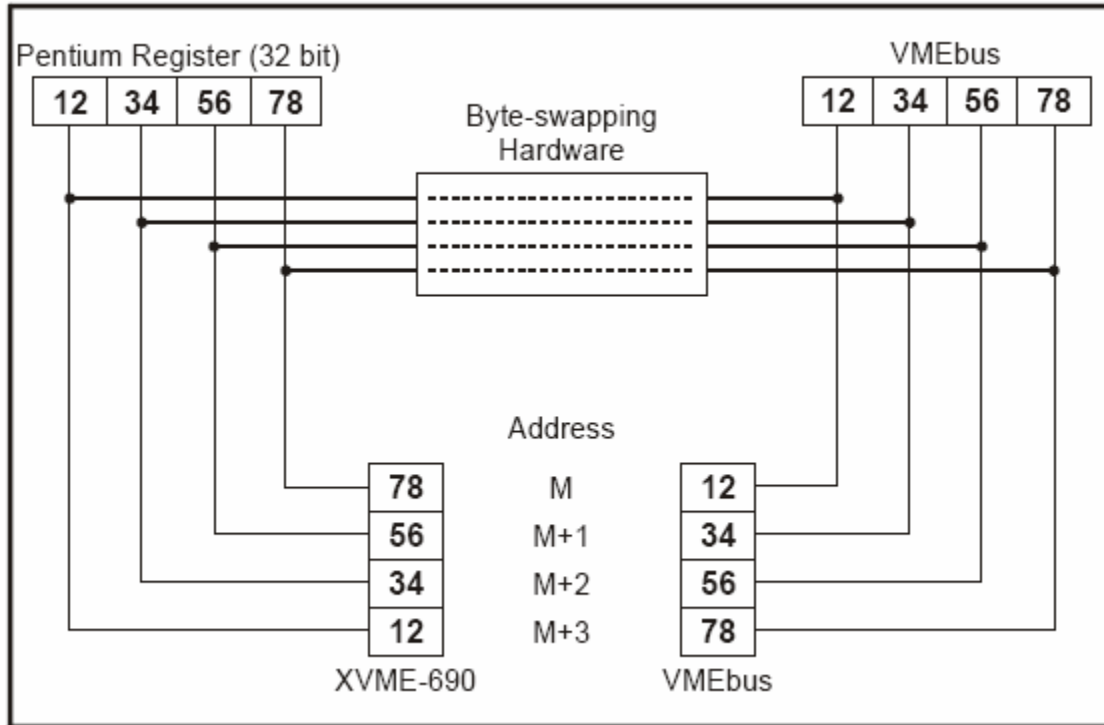 Pentium Register (32 bit)
VMEbus
12 34 56 78
12 34 56 78
Byte-swapping
Hardware
Address
78 M 12
56 M+1 34
34 M+2 56
12 M+3 78
XVME-690
VMEbus